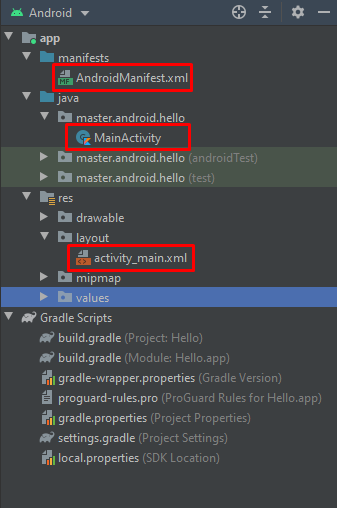 Android
app
manifests
AndroidManifest.xml
java
master.android.hello
MainActivity
master.android.hello (androidTest)
master.android.hello (test)
res
drawable
layout
activity_main.xml
mipmap
values
Gradle Scripts
build.gradle (Project: Hello)
build.gradle (Module: Hello.app)
gradle-wrapper.properties (Gradle Version)
proguard-rules.pro (ProGuard Rules for Hello.app)
gradle.properties (Project Properties)
settings.gradle (Project Settings)
local.properties (SDK Location)